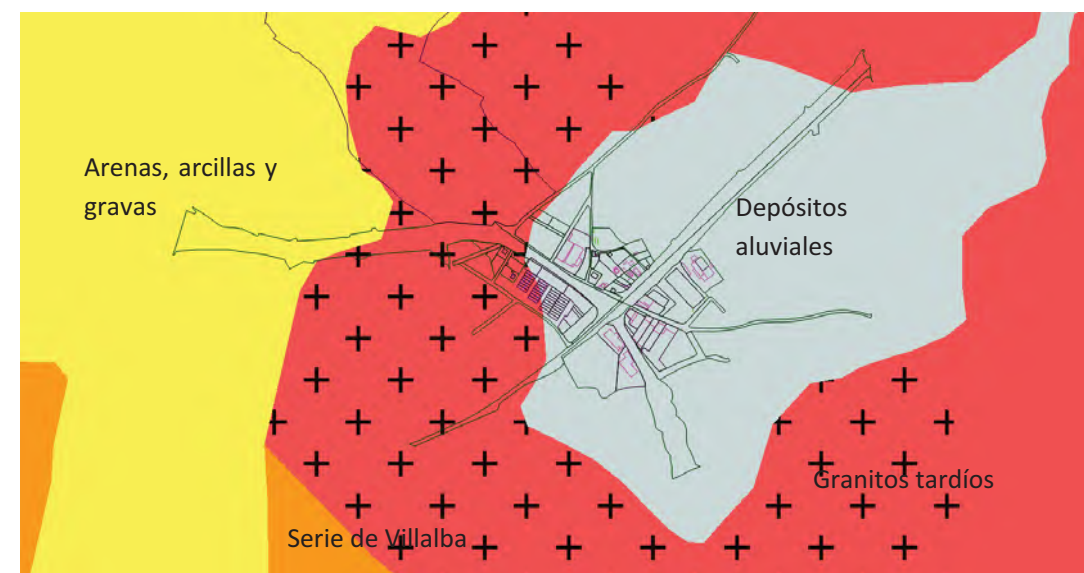 Arenas, arcillas y
gravas
Depósitos
aluviales
Granitos tardíos
Serie de Villalba